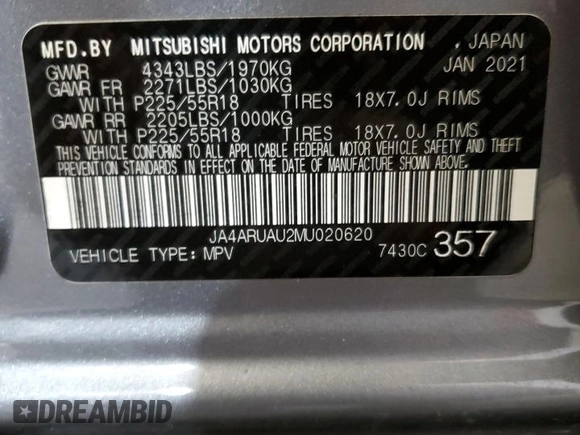 MFD.BY MITSUBISHI MOTORS CORPORATION , JAPAN
GVWR 4343LBS/1970KG JAN 2021
GAWR FR 2271LBS/1030KG
WITH P225/55R18 TIRES 18X7.0J RIMS
GAWR RR 2205LBS/1000KG
WITH P225/55R18 TIRES 18X7.0J RIMS
THIS VEHICLE CONFORMS TO ALL APPLICABLE FEDERAL MOTOR VEHICLE SAFETY AND THEFT
PREVENTION STANDARDS IN EFFECT ON THE DATE OF MANUFACTURE SHOWN ABOVE.
JA4ARUAU2MU020620
VEHICLE TYPE: MPV 7430C 357
DREAMBID